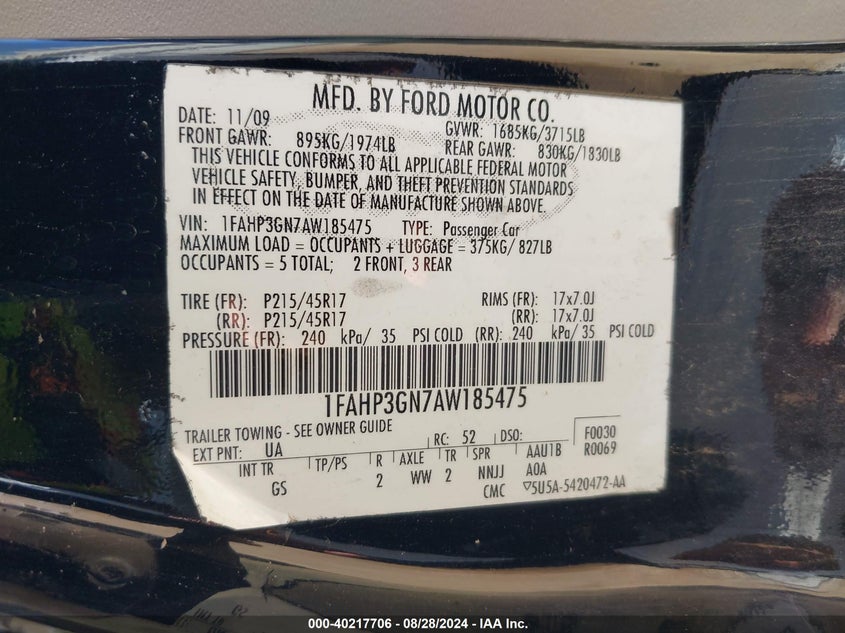 MFD. BY FORD MOTOR CO.
DATE: 11/09 GVWR: 1685KG/3715LB
FRONT GAWR: 895KG/1974LB REAR GAWR: 830KG/1830LB
THIS VEHICLE CONFORMS TO ALL APPLICABLE FEDERAL MOTOR
VEHICLE SAFETY, BUMPER, AND THEFT PREVENTION STANDARDS
IN EFFECT ON THE DATE OF MANUFACTURE SHOWN ABOVE.
VIN: 1FAHP3GN7AW185475 TYPE: Passenger Car
MAXIMUM LOAD = OCCUPANTS + LUGGAGE = 375KG/ 827LB
OCCUPANTS = 5 TOTAL; 2 FRONT, 3 REAR
TIRE (FR): P215/45R17 RIMS (FR): 17x7.0J
(RR): P215/45R17 (RR): 17x7.0J
PRESSURE (FR): 240 kPa/ 35 PSI COLD (RR): 240 kPa/ 35 PSI COLD
1FAHP3GN7AW185475
TRAILER TOWING - SEE OWNER GUIDE
EXT PNT: UA RC: 52 DSO: F0030
INT TR TP/PS R AXLE TR SPR AAU1B R0069
GS 2 WW 2 NNJJ AOA
CMC ▽5U5A-5420472-AA
000-40217706 - 08/28/2024 - IAA Inc.